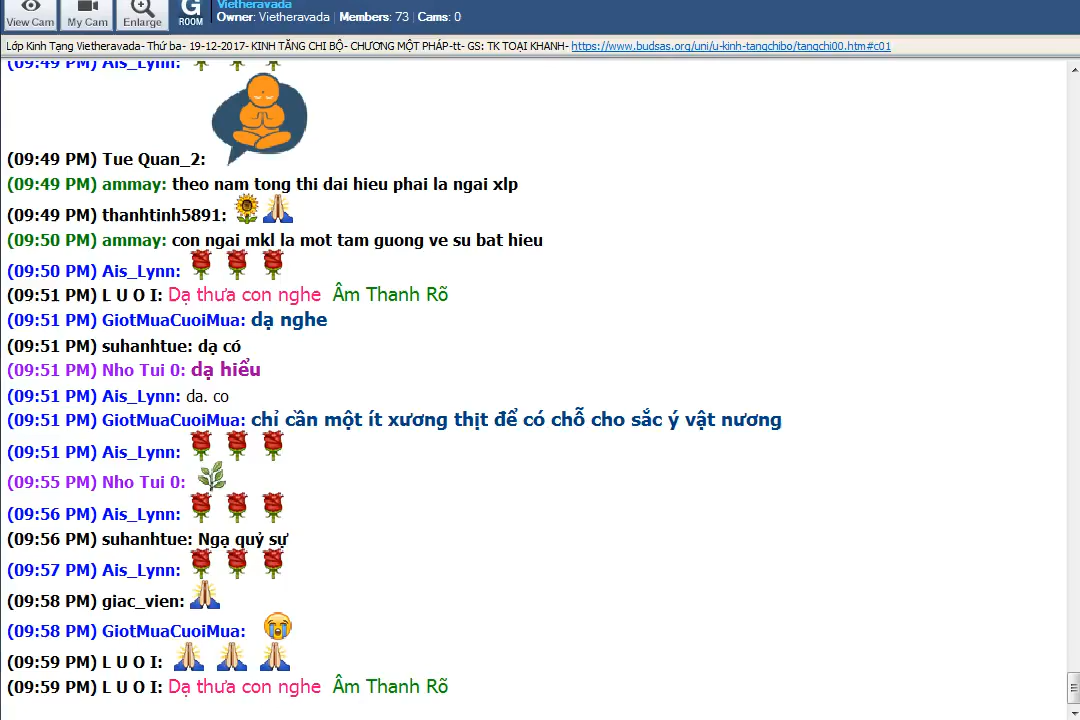 View Cam
My Cam
Enlarge
G
ROOM
Vietheravada
Owner: Vietheravada | Members: 73 | Cams: 0
Lớp Kinh Tạng Vietheravada- Thứ ba- 19-12-2017- KINH TĂNG CHI BỘ- CHƯƠNG MỘT PHÁP-tt- GS: TK TOẠI KHANH- https://www.budsas.org/uni/u-kinh-tangchibo/tangchi00.htm#c01
(09:49 PM) Ais_Lynn:
(09:49 PM) Tue Quan_2:
(09:49 PM) ammay: theo nam tong thi dai hieu phai la ngai xlp
(09:49 PM) thanhtinh5891:
(09:50 PM) ammay: con ngai mkl la mot tam guong ve su bat hieu
(09:50 PM) Ais_Lynn:
(09:51 PM) L U O I: Dạ thưa con nghe Âm Thanh Rõ
(09:51 PM) GiotMuaCuoiMua: dạ nghe
(09:51 PM) suhanhtue: dạ có
(09:51 PM) Nho Tui 0: dạ hiểu
(09:51 PM) Ais_Lynn: da. co
(09:51 PM) GiotMuaCuoiMua: chỉ cần một ít xương thịt để có chỗ cho sắc ý vật nương
(09:51 PM) Ais_Lynn:
(09:55 PM) Nho Tui 0:
(09:56 PM) Ais_Lynn:
(09:56 PM) suhanhtue: Ngạ quỷ sự
(09:57 PM) Ais_Lynn:
(09:58 PM) giac_vien:
(09:58 PM) GiotMuaCuoiMua:
(09:59 PM) L U O I:
(09:59 PM) L U O I: Dạ thưa con nghe Âm Thanh Rõ